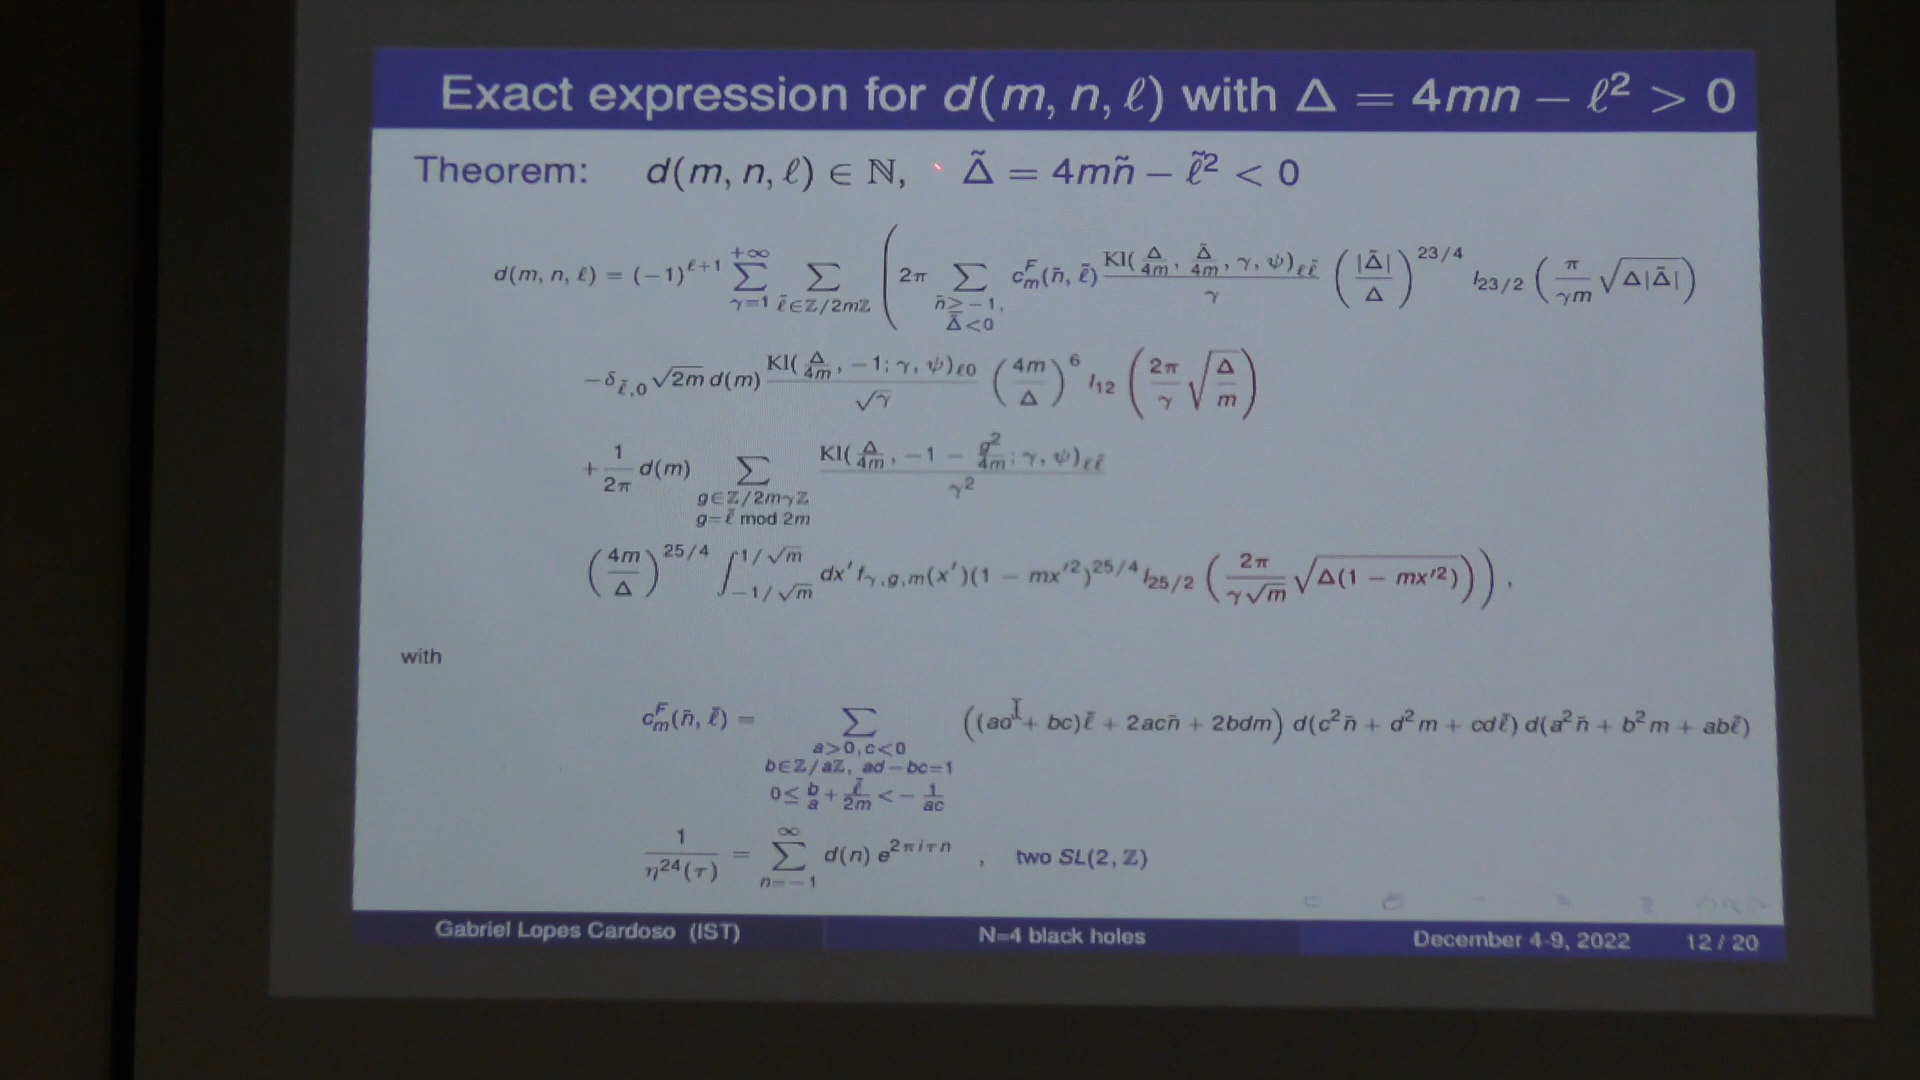 Exact expression for d(m, n, ℓ) with Δ = 4mn − ℓ² > 0
Theorem: d(m, n, ℓ) ∈ ℕ, Δ̃ = 4mñ − ℓ̃² < 0
d(m, n, ℓ) = (−1)^{ℓ+1} ∑_{γ=1}^{+∞} ∑_{ℓ̃∈ℤ/2mℤ} ( 2π ∑_{ñ≥−1, Δ̃<0} c_m^F(ñ, ℓ̃) Kl(Δ/4m, Δ̃/4m, γ, ψ)_{ℓℓ̃}/γ (|Δ̃|/Δ)^{23/4} I_{23/2} (π/γm √Δ|Δ̃|)
−δ_{ℓ̃,0} √2m d(m) Kl(Δ/4m, −1; γ, ψ)_{ℓ0}/√γ (4m/Δ)^6 I_{12} (2π/γ √Δ/m)
+ 1/2π d(m) ∑_{g∈ℤ/2mγℤ, g=ℓ̃ mod 2m} Kl(Δ/4m, −1 − g²/4m; γ, ψ)_{ℓℓ̃}/γ²
(4m/Δ)^{25/4} ∫_{−1/√m}^{1/√m} dx′ f_{γ,g,m}(x′)(1 − mx′²)^{25/4} I_{25/2} (2π/γ√m √Δ(1 − mx′²)) ) ,
with
c_m^F(ñ, ℓ̃) = ∑_{a>0,c<0, b∈ℤ/aℤ, ad−bc=1, 0≤ b/a + ℓ̃/2m < − 1/ac} ((ad + bc)ℓ̃ + 2acñ + 2bdm) d(c²ñ + d²m + cdℓ̃) d(a²ñ + b²m + abℓ̃)
1/η²⁴(τ) = ∑_{n=−1}^{∞} d(n) e^{2πiτn} , two SL(2, ℤ)
Gabriel Lopes Cardoso (IST) N=4 black holes December 4-9, 2022 12 / 20